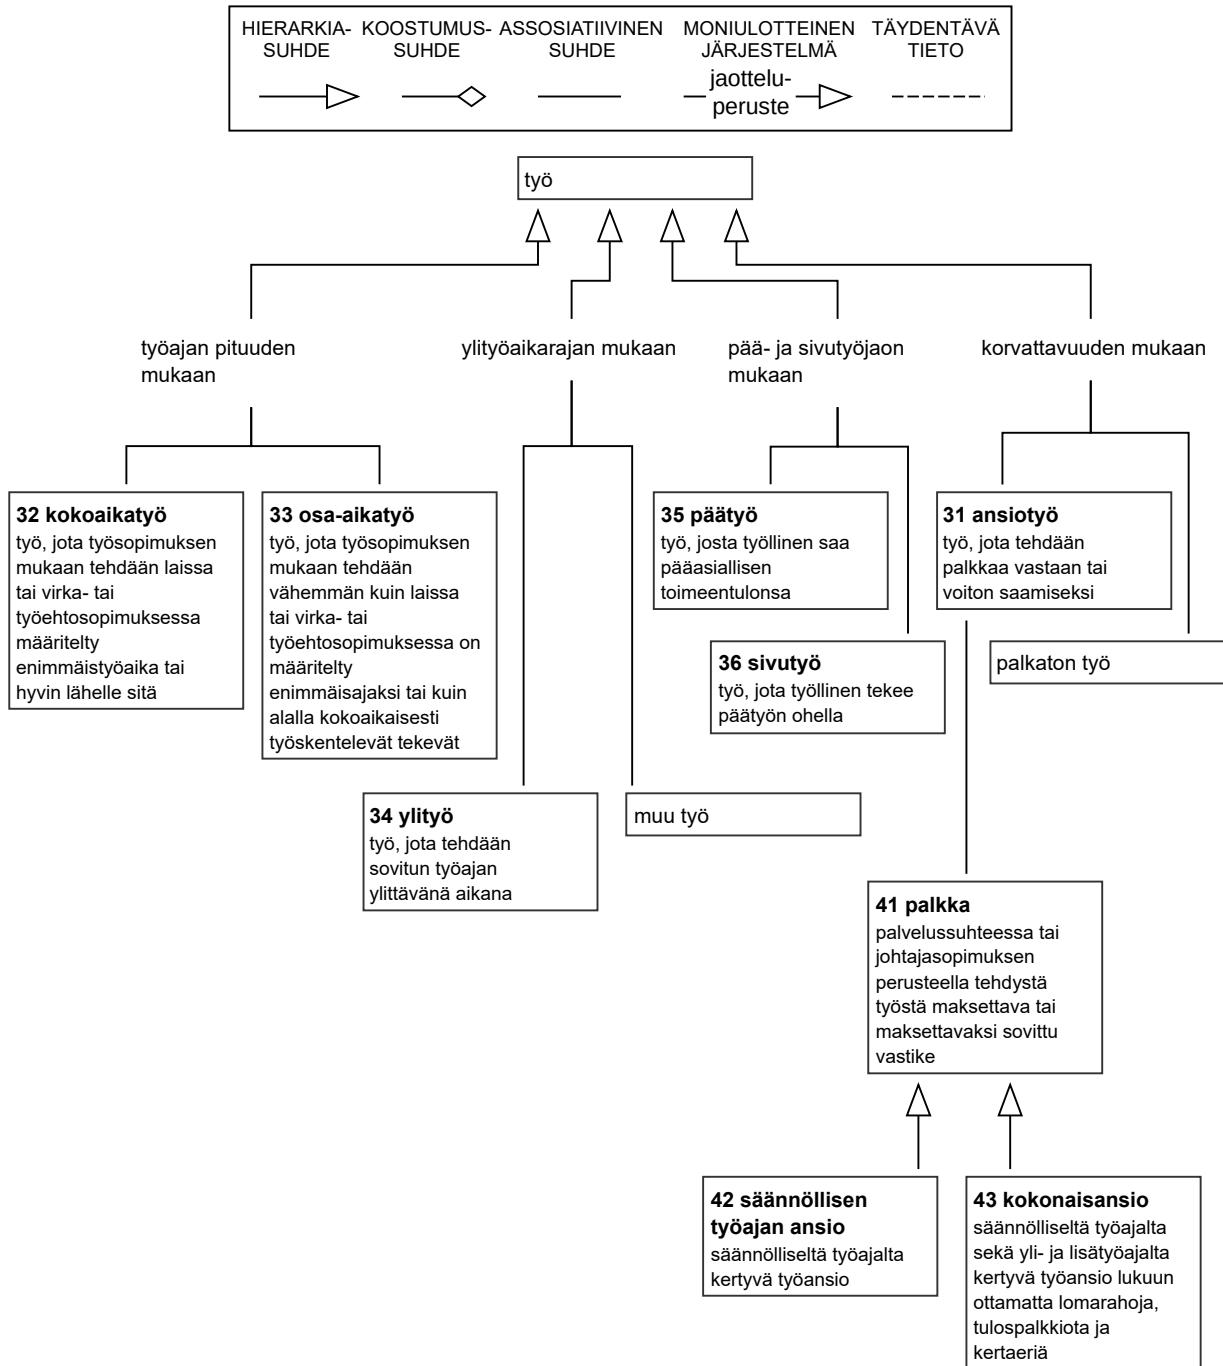 HIERARKIA-
SUHDE
KOOSTUMUS-
SUHDE
ASSOSIATIIVINEN
SUHDE
MONIULOTTEINEN
JÄRJESTELMÄ
jaottelu-
peruste
TÄYDENTÄVÄ
TIETO
työ
työajan pituuden
mukaan
ylityöaikarajan mukaan
pää- ja sivutyöjaon
mukaan
korvattavuuden mukaan
32 kokoaikatyö
työ, jota työsopimuksen
mukaan tehdään laissa
tai virka- tai
työehtosopimuksessa
määritelty
enimmäistyöaika tai
hyvin lähelle sitä
33 osa-aikatyö
työ, jota työsopimuksen
mukaan tehdään
vähemmän kuin laissa
tai virka- tai
työehtosopimuksessa on
määritelty
enimmäisajaksi tai kuin
alalla kokoaikaisesti
työskentelevät tekevät
35 päätyö
työ, josta työllinen saa
pääasiallisen
toimeentulonsa
31 ansiotyö
työ, jota tehdään
palkkaa vastaan tai
voiton saamiseksi
36 sivutyö
työ, jota työllinen tekee
päätyön ohella
palkaton työ
34 ylityö
työ, jota tehdään
sovitun työajan
ylittävänä aikana
muu työ
41 palkka
palvelussuhteessa tai
johtajasopimuksen
perusteella tehdystä
työstä maksettava tai
maksettavaksi sovittu
vastike
42 säännöllisen
työajan ansio
säännölliseltä työajalta
kertyvä työansio
43 kokonaisansio
säännölliseltä työajalta
sekä yli- ja lisätyöajalta
kertyvä työansio lukuun
ottamatta lomarahoja,
tulospalkkiota ja
kertaeriä